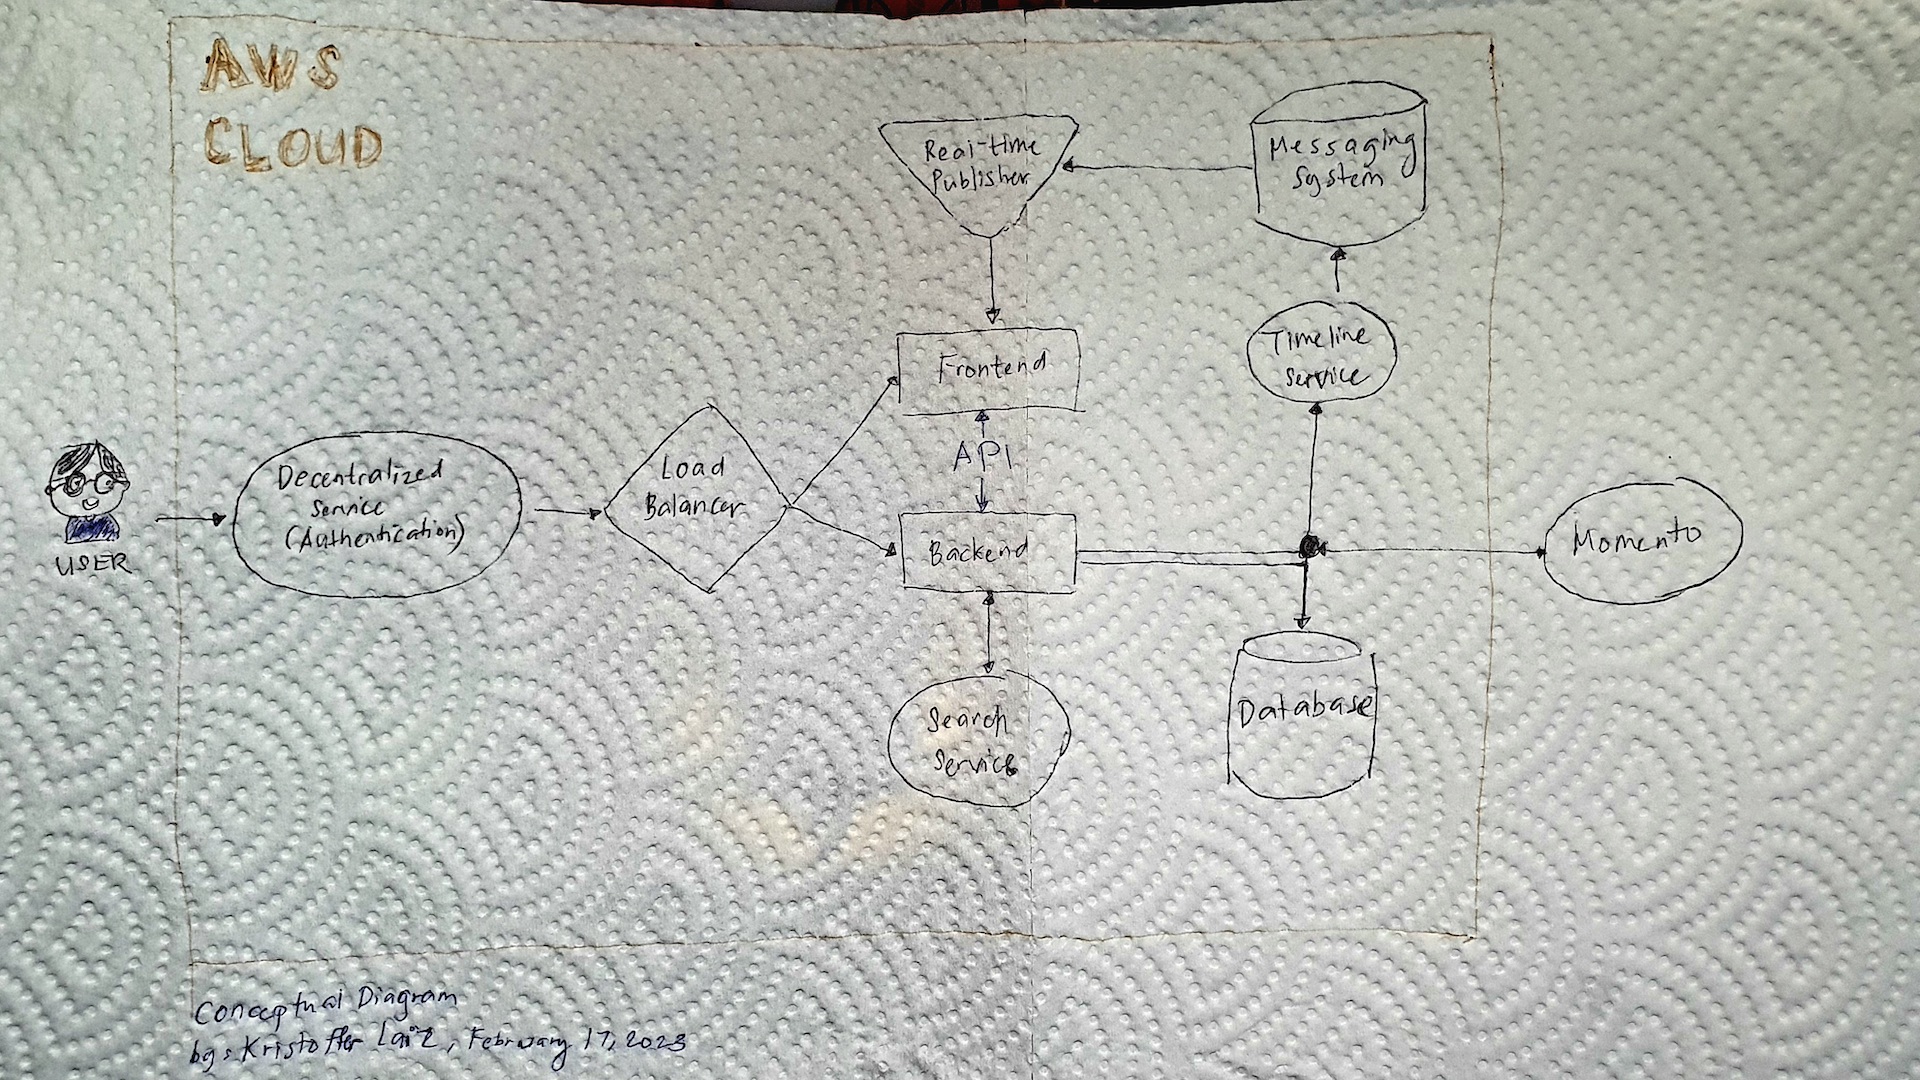 AWS
CLOUD
Real-time
Publisher
Messaging
System
Frontend
Timeline
Service
API
USER
Decentralized
Service
(Authentication)
Load
Balancer
Backend
Momento
Search
Service
Database
Conceptual Diagram
by: Kristoffer, February 17, 2023